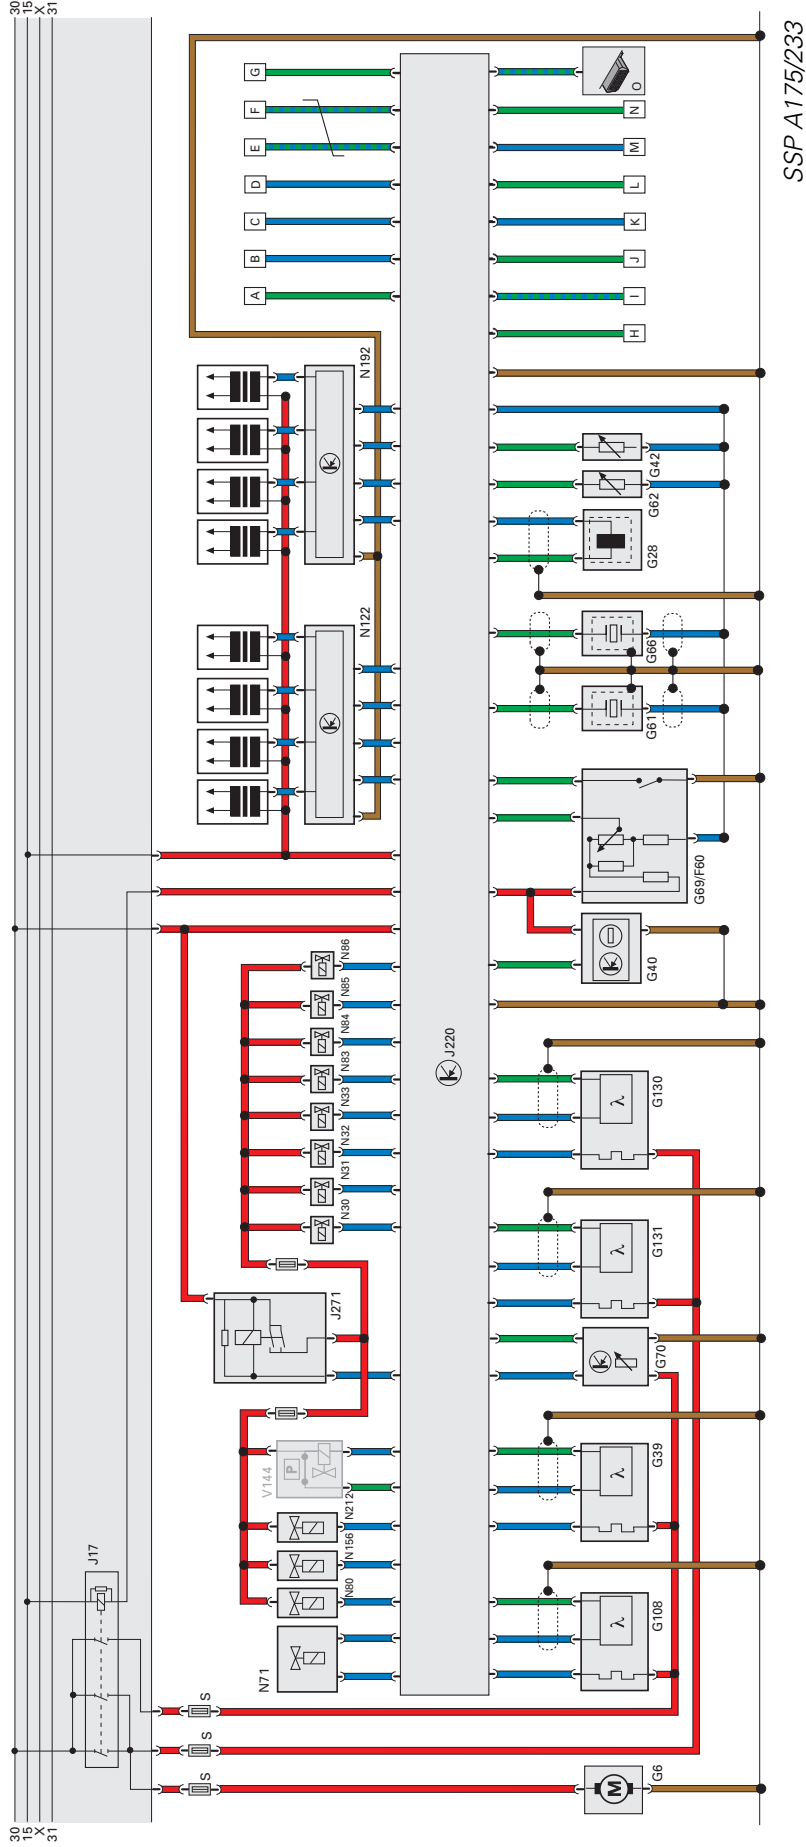 30
15
X
31
J17
S
S
S
N71
N80
N156
N212
V144
P
J271
N30
N31
N32
N33
N83
N84
N85
N86
N122
N192
A
B
C
D
E
F
G
J220
M
G6
λ
G108
λ
G39
G70
λ
G131
λ
G130
G40
G69/F60
G61
G66
G28
G62
G42
H
I
J
K
L
M
N
O
30
15
X
31
SSP A175/233